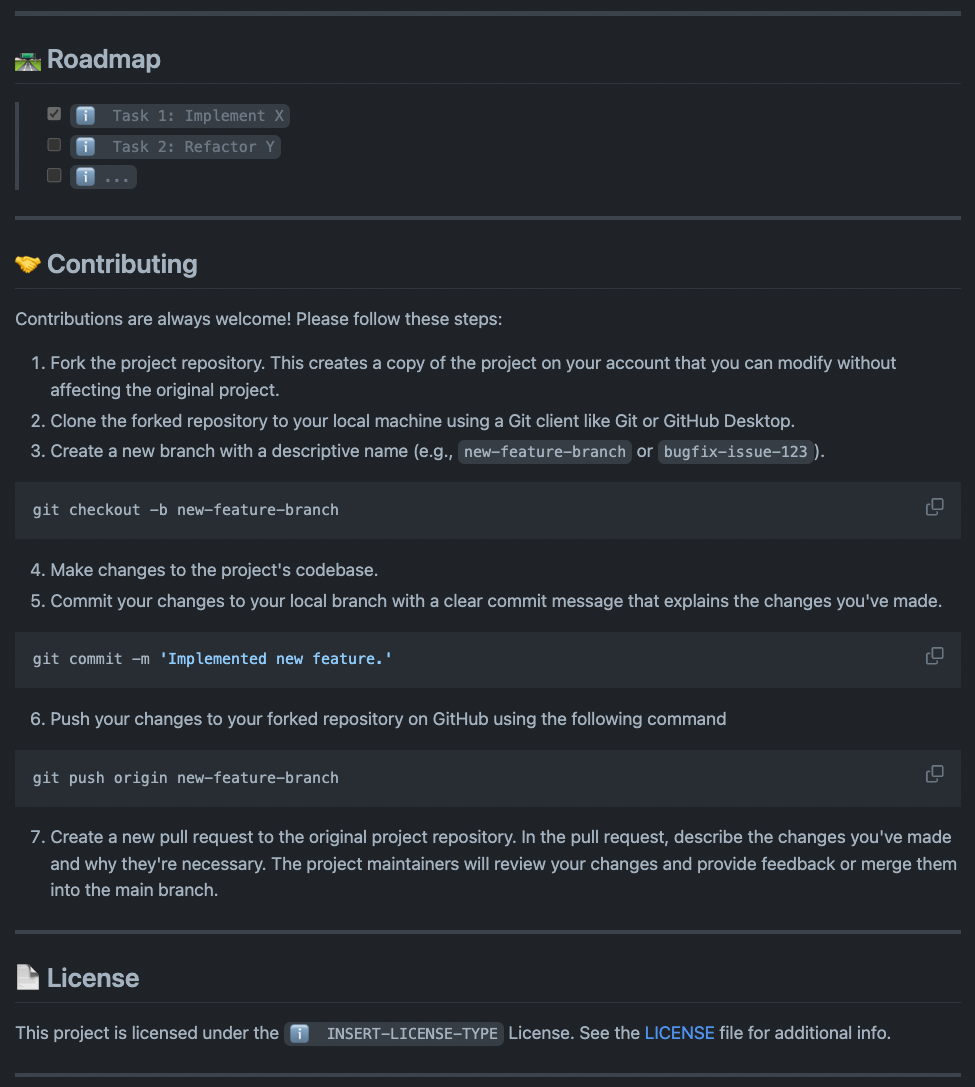 🛣 Roadmap
ℹ️ Task 1: Implement X
ℹ️ Task 2: Refactor Y
ℹ️ ...
🤝 Contributing
Contributions are always welcome! Please follow these steps:
1. Fork the project repository. This creates a copy of the project on your account that you can modify without
affecting the original project.
2. Clone the forked repository to your local machine using a Git client like Git or GitHub Desktop.
3. Create a new branch with a descriptive name (e.g., new-feature-branch or bugfix-issue-123).
git checkout -b new-feature-branch
4. Make changes to the project's codebase.
5. Commit your changes to your local branch with a clear commit message that explains the changes you've made.
git commit -m 'Implemented new feature.'
6. Push your changes to your forked repository on GitHub using the following command
git push origin new-feature-branch
7. Create a new pull request to the original project repository. In the pull request, describe the changes you've made
and why they're necessary. The project maintainers will review your changes and provide feedback or merge them
into the main branch.
📄 License
This project is licensed under the ℹ️ INSERT-LICENSE-TYPE License. See the LICENSE file for additional info.